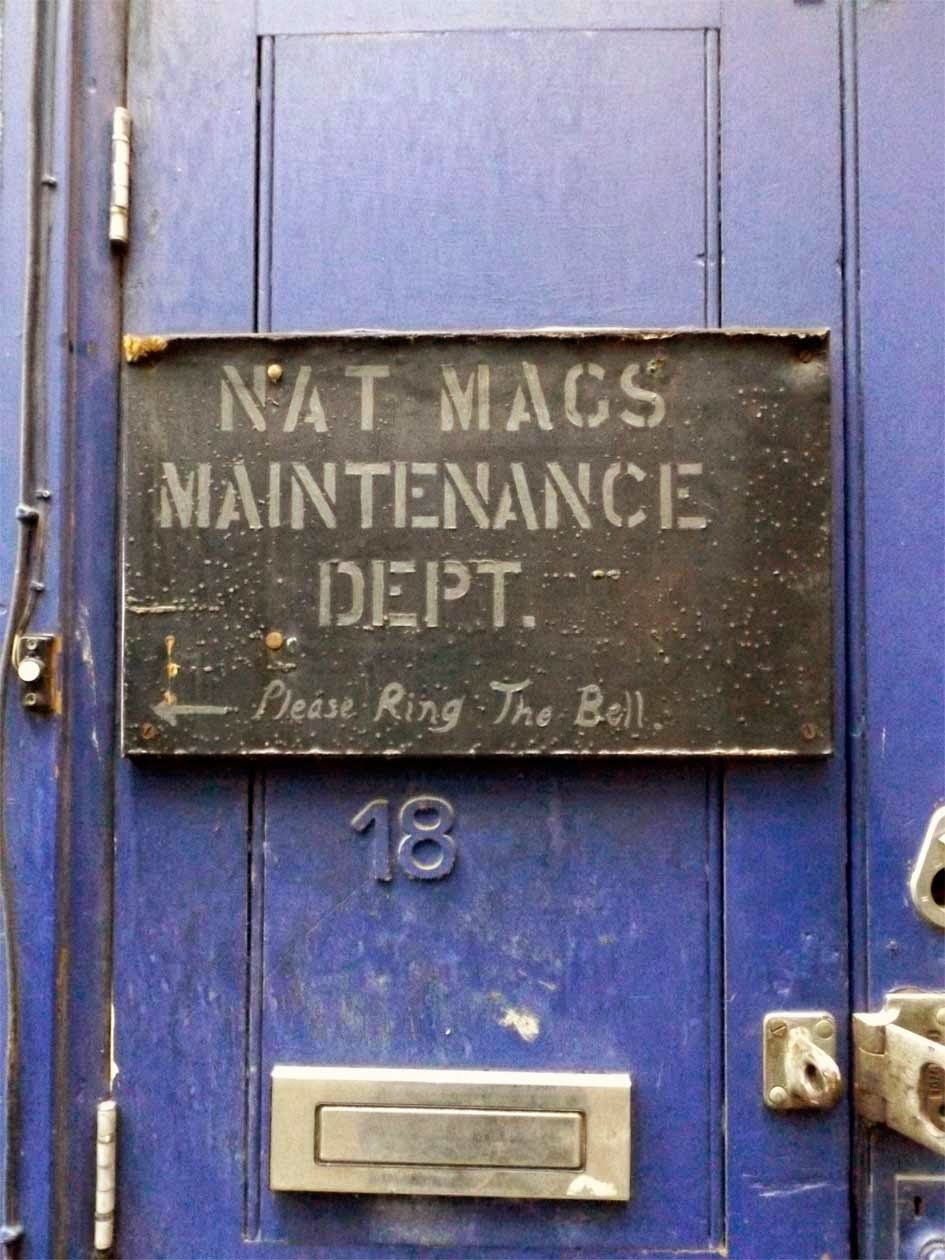 NAT MAGS
MAINTENANCE
DEPT.
← Please Ring The Bell.
18